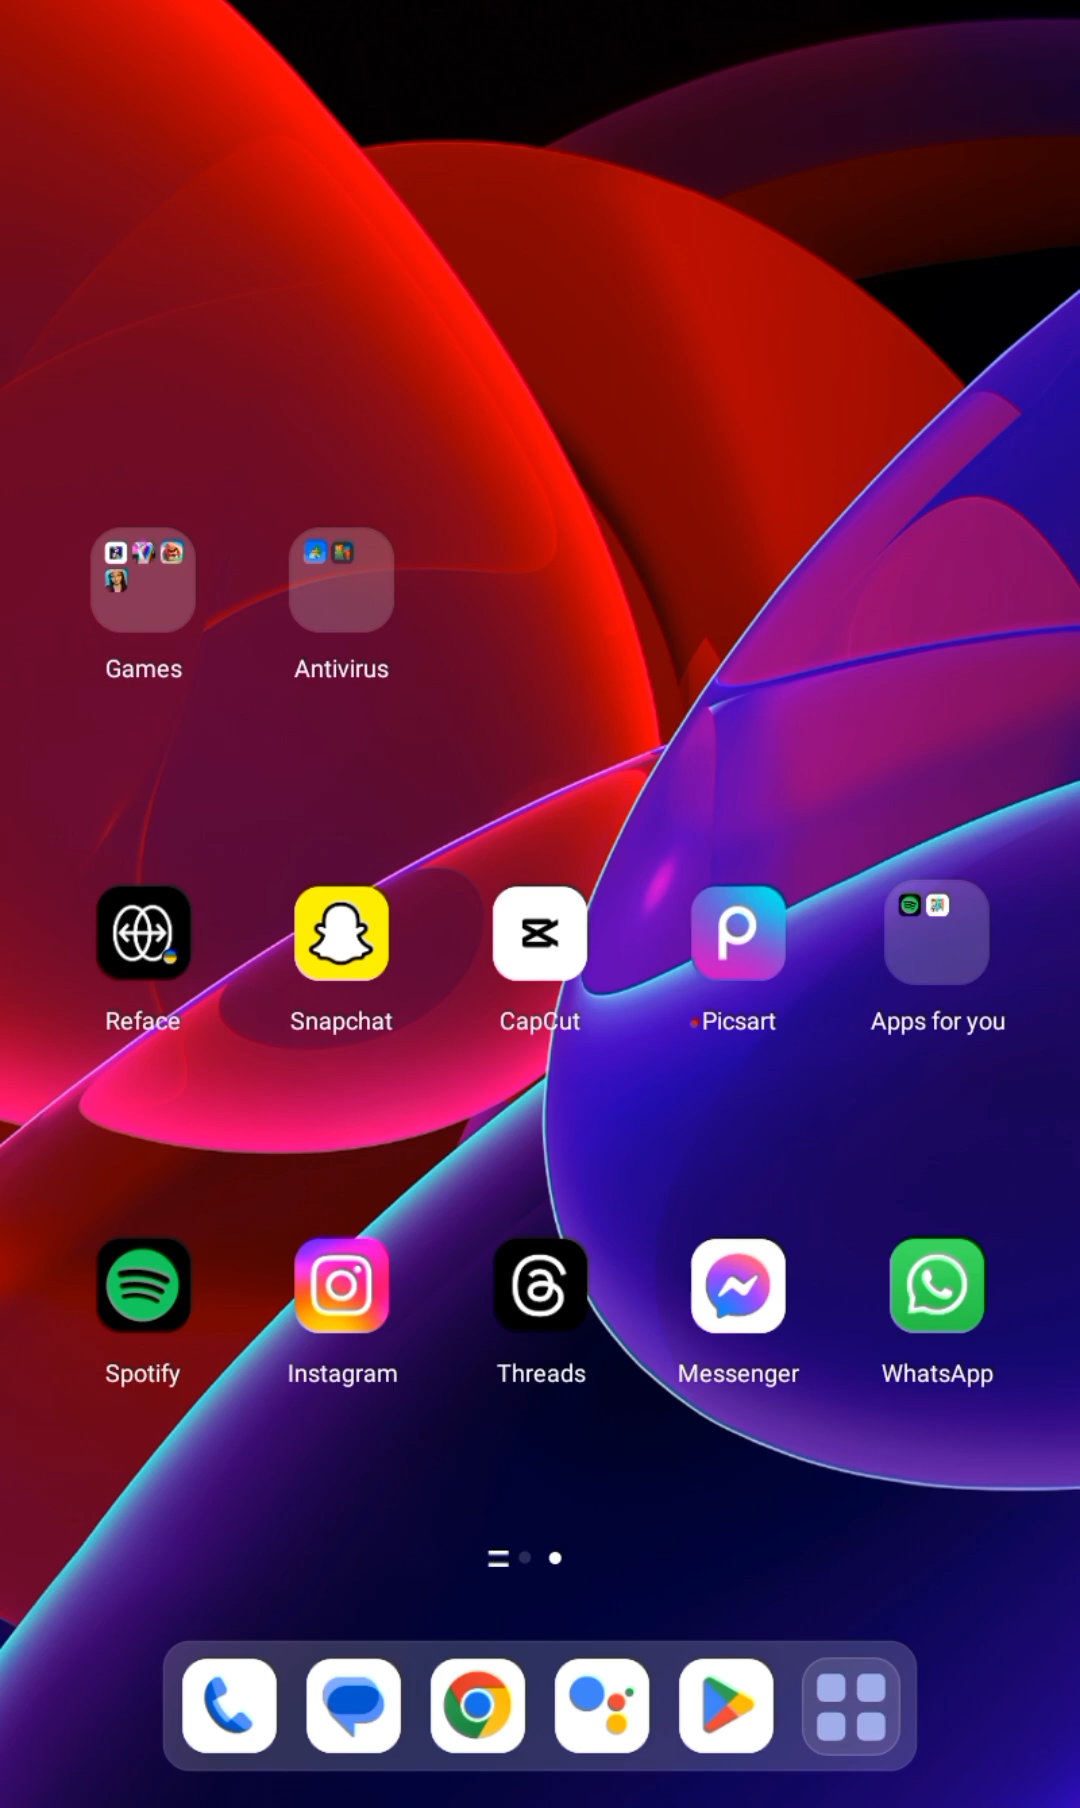 Games
Antivirus
Reface
Snapchat
CapCut
Picsart
Apps for you
Spotify
Instagram
Threads
Messenger
WhatsApp